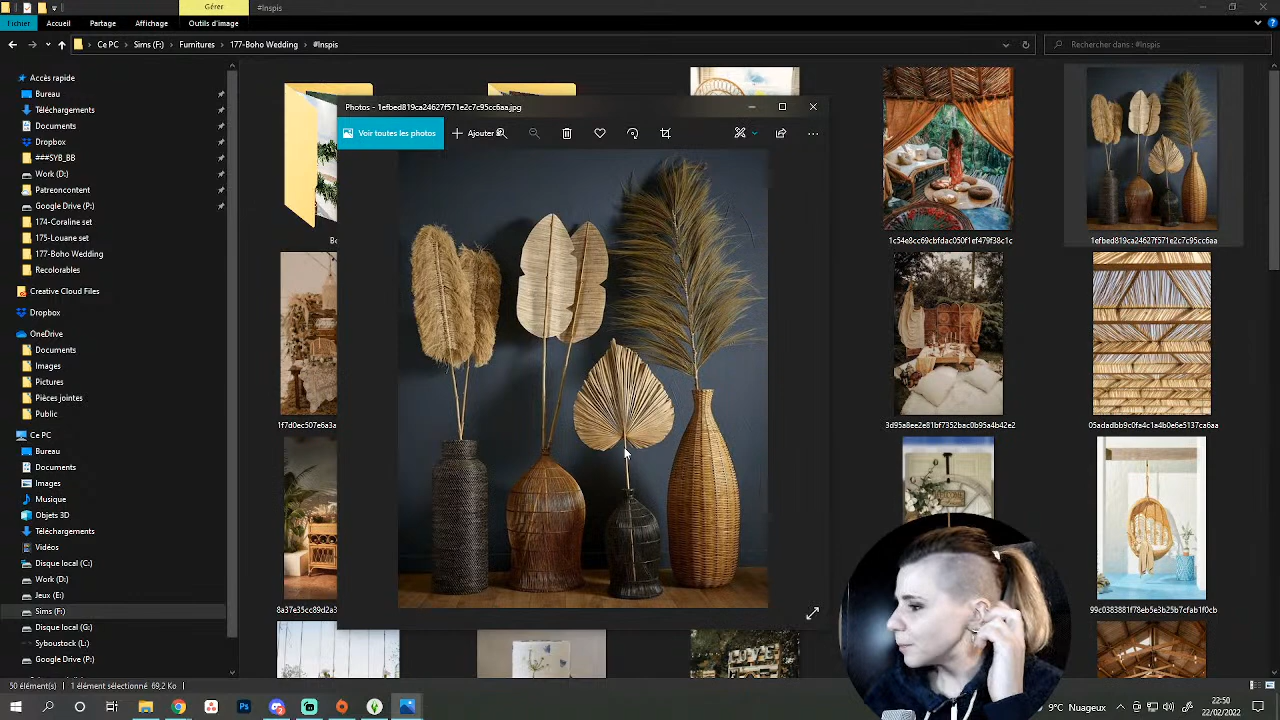 Gérer
#Inspis
Fichier
Accueil
Partage
Affichage
Outils d'image
Ce PC
Sims (F:)
Furnitures
177-Boho Wedding
#Inspis
Rechercher dans : #Inspis
Accès rapide
Bureau
Téléchargements
Documents
Dropbox
###SYB_BB
Work (D:)
Patreoncontent
Google Drive (P:)
174-Coraline set
175-Louane set
177-Boho Wedding
Recolorables
Creative Cloud Files
Dropbox
OneDrive
Documents
Images
Pictures
Pièces jointes
Public
Ce PC
Bureau
Documents
Images
Musique
Objets 3D
Téléchargements
Vidéos
Disque local (C:)
Work (D:)
Jeux (E:)
Sims (F:)
Disque local (G:)
Syboustock (L:)
Google Drive (P:)
Photos - 1efbed819ca24627f571e2c7c95cc6aa.jpg
Voir toutes les photos
Ajouter à
1c54e8cc69cbfdac050f1ef479f38c1c
1efbed819ca24627f571e2c7c95cc6aa
3d95a8ee2e81bf7352bac0b95a4b42e2
05adadbb9c0fa4c1a4b0e6e5137c6a6a
99c0383881f78eb5e3b25b7cfab1f0cb
50 élément(s)
1 élément sélectionné 69,2 Ko
9°C Nuageux
22:50
22/02/2022